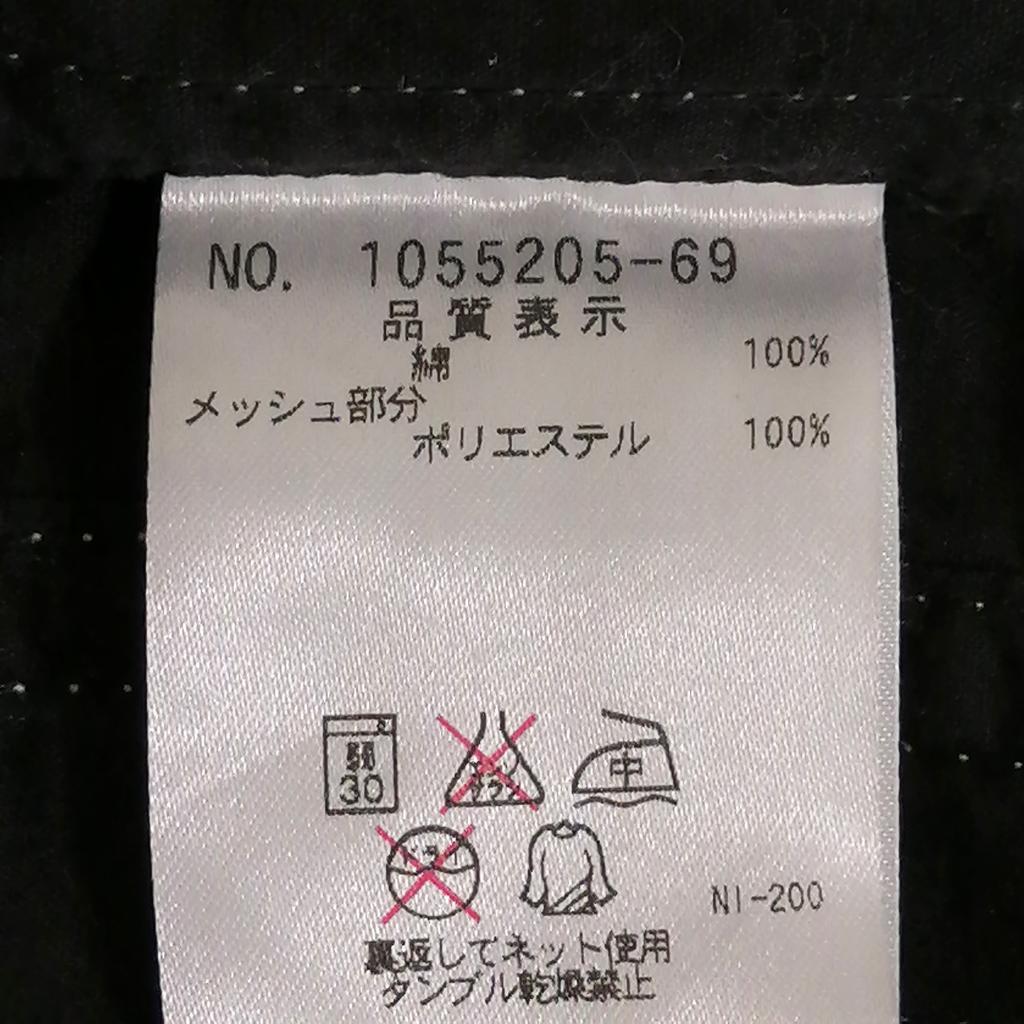 NO. 1055205-69
品質表示
綿 100%
メッシュ部分
ポリエステル 100%
弱
30
中
NI-200
裏返してネット使用
タンブル乾燥禁止